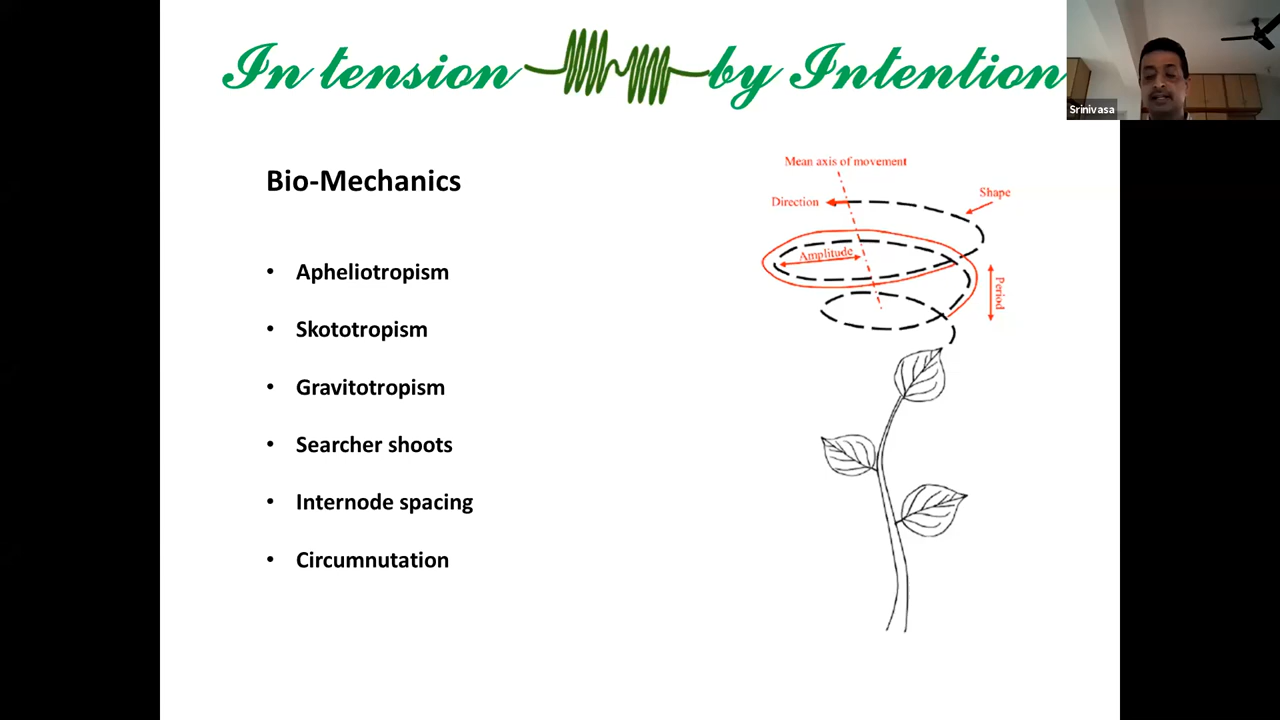 In tension by Intention
Srinivasa
Bio-Mechanics
• Apheliotropism
• Skototropism
• Gravitotropism
• Searcher shoots
• Internode spacing
• Circumnutation
Mean axis of movement
Direction
Shape
Amplitude
Period